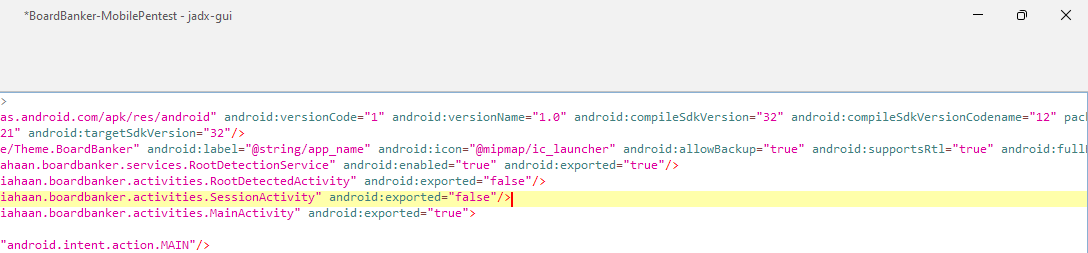 *BoardBanker-MobilePentest - jadx-gui
>
as.android.com/apk/res/android" android:versionCode="1" android:versionName="1.0" android:compileSdkVersion="32" android:compileSdkVersionCodename="12" pac
21" android:targetSdkVersion="32"/>
e/Theme.BoardBanker" android:label="@string/app_name" android:icon="@mipmap/ic_launcher" android:allowBackup="true" android:supportsRtl="true" android:full
ahaan.boardbanker.services.RootDetectionService" android:enabled="true" android:exported="true"/>
iahaan.boardbanker.activities.RootDetectedActivity" android:exported="false"/>
iahaan.boardbanker.activities.SessionActivity" android:exported="false"/>
iahaan.boardbanker.activities.MainActivity" android:exported="true">
"android.intent.action.MAIN"/>